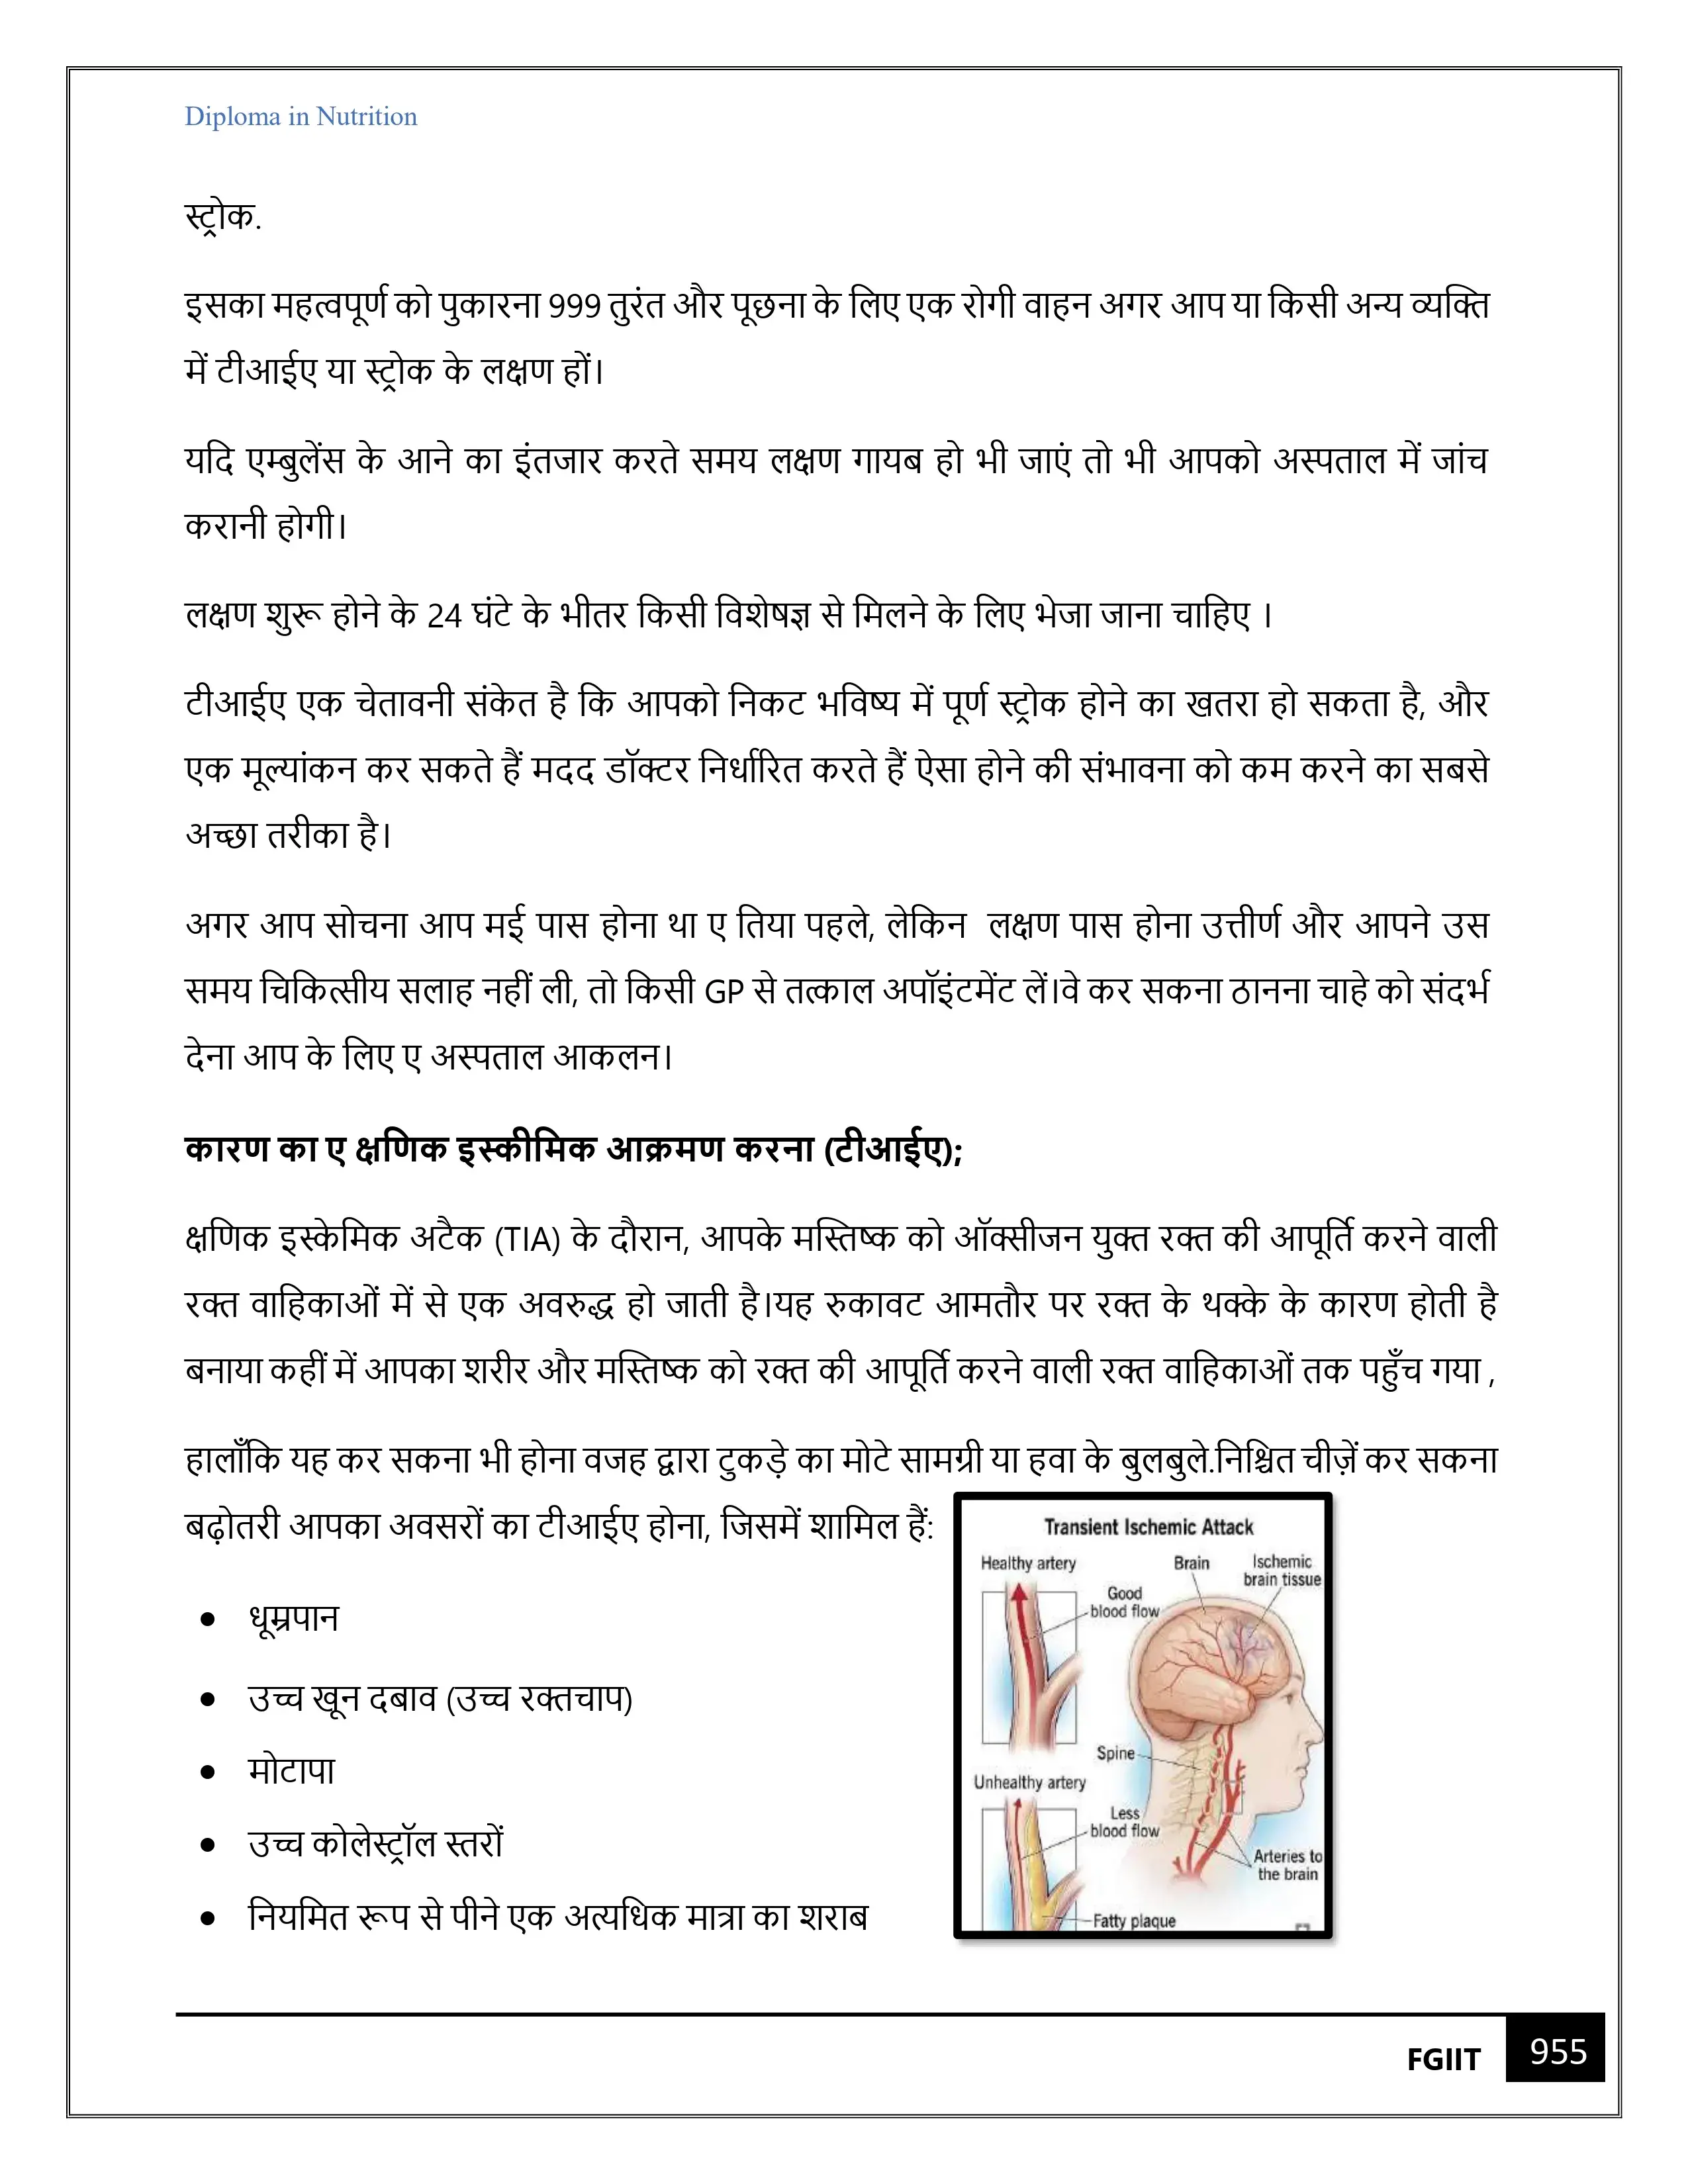 Diploma in Nutrition
स्ट्रोक.
इसका महत्वपूर्ण को पुकारना 999 तुरंत और पूछना के लिए एक रोगी वाहन अगर आप या किसी अन्य व्यक्ति
में टीआईए या स्ट्रोक के लक्षण हों।
यदि एम्बुलेंस के आने का इंतजार करते समय लक्षण गायब हो भी जाएं तो भी आपको अस्पताल में जांच
करानी होगी।
लक्षण शुरू होने के 24 घंटे के भीतर किसी विशेषज्ञ से मिलने के लिए भेजा जाना चाहिए ।
टीआईए एक चेतावनी संकेत है कि आपको निकट भविष्य में पूर्ण स्ट्रोक होने का खतरा हो सकता है, और
एक मूल्यांकन कर सकते हैं मदद डॉक्टर निर्धारित करते हैं ऐसा होने की संभावना को कम करने का सबसे
अच्छा तरीका है।
अगर आप सोचना आप मई पास होना था ए तिया पहले, लेकिन लक्षण पास होना उत्तीर्ण और आपने उस
समय चिकित्सीय सलाह नहीं ली, तो किसी GP से तत्काल अपॉइंटमेंट लें।वे कर सकना ठानना चाहे को संदर्भ
देना आप के लिए ए अस्पताल आकलन।
कारण का ए क्षणिक इस्कीमिक आक्रमण करना (टीआईए);
क्षणिक इस्केमिक अटैक (TIA) के दौरान, आपके मस्तिष्क को ऑक्सीजन युक्त रक्त की आपूर्ति करने वाली
रक्त वाहिकाओं में से एक अवरुद्ध हो जाती है।यह रुकावट आमतौर पर रक्त के थक्के के कारण होती है
बनाया कहीं में आपका शरीर और मस्तिष्क को रक्त की आपूर्ति करने वाली रक्त वाहिकाओं तक पहुँच गया ,
हालाँकि यह कर सकना भी होना वजह द्वारा टुकड़े का मोटे सामग्री या हवा के बुलबुले.निश्चित चीज़ें कर सकना
बढ़ोतरी आपका अवसरों का टीआईए होना, जिसमें शामिल हैं:
• धूम्रपान
• उच्च खून दबाव (उच्च रक्तचाप)
• मोटापा
• उच्च कोलेस्ट्रॉल स्तरों
• नियमित रूप से पीने एक अत्यधिक मात्रा का शराब
Transient Ischemic Attack
Healthy artery
Brain
Ischemic
brain tissue
Good
blood flow
Spine
Unhealthy artery
Less
blood flow
Arteries to
the brain
Fatty plaque
FGIIT 955